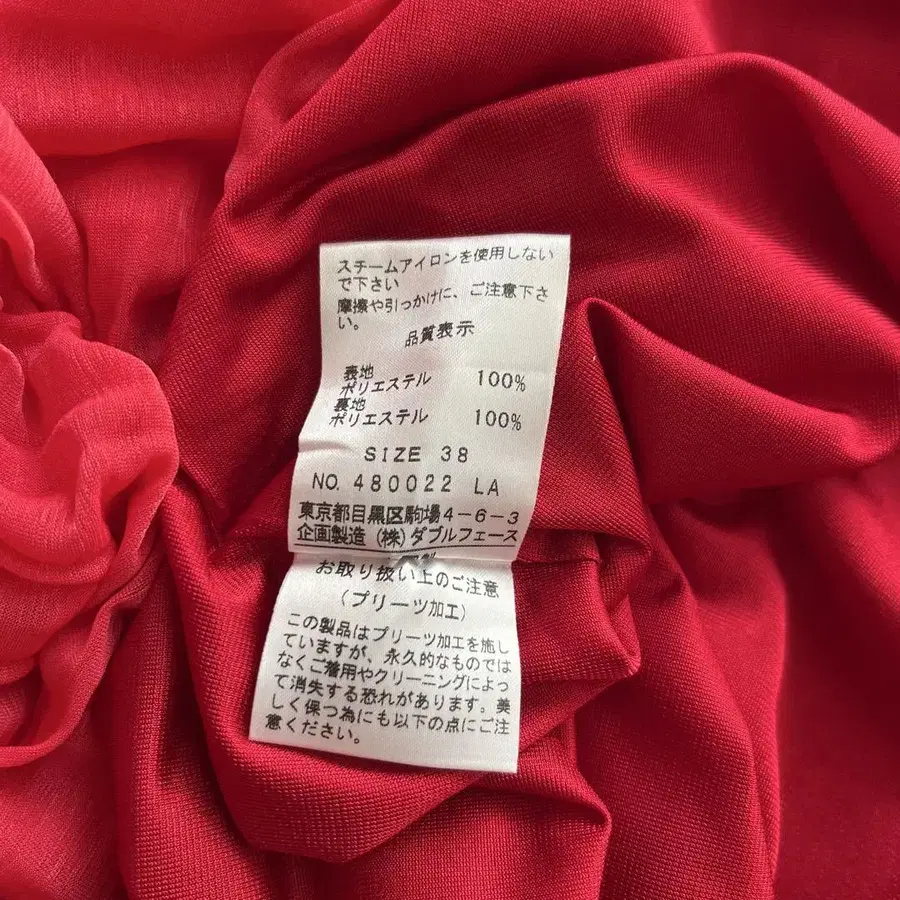 スチームアイロンを使用しない
で下さい
摩擦や引っかけに、ご注意下さ
い。
品質表示
表地
ポリエステル 100%
裏地
ポリエステル 100%
SIZE 38
NO. 480022 LA
東京都目黒区駒場4-6-3
企画製造 (株)ダブルフェース
お取り扱い上のご注意
(プリーツ加工)
この製品はプリーツ加工を施し
ていますが、永久的なものでは
なくご着用やクリーニングによっ
て消失する恐れがあります。美
しく保つ為にも以下の点にご注
意ください。